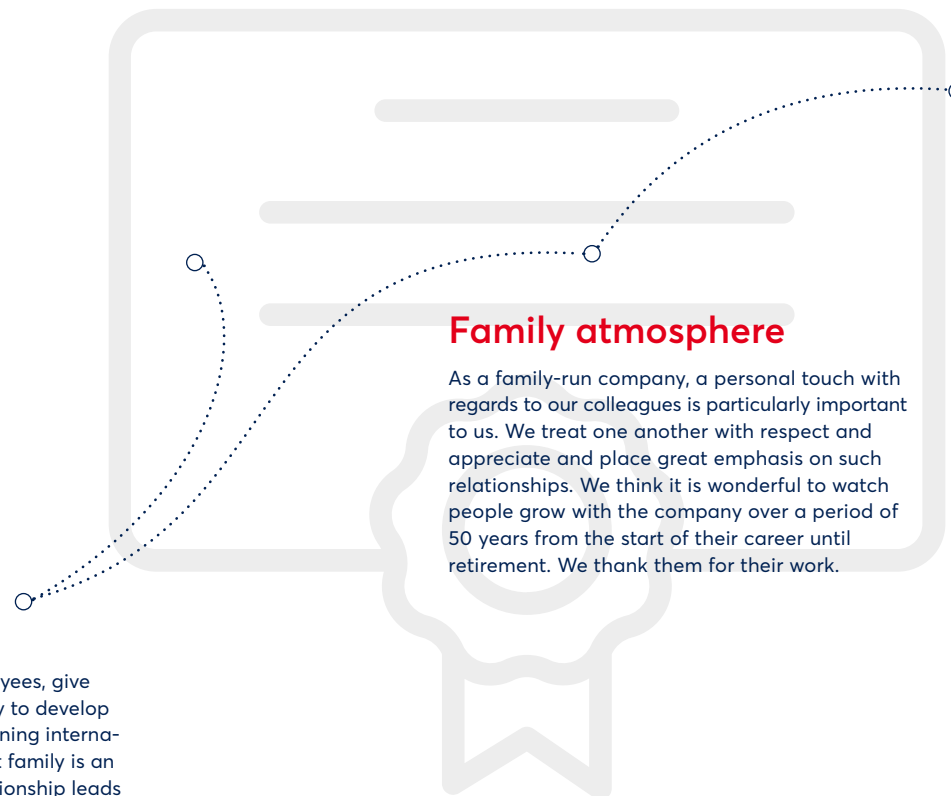 Family atmosphere
As a family-run company, a personal touch with
regards to our colleagues is particularly important
to us. We treat one another with respect and
appreciate and place great emphasis on such
relationships. We think it is wonderful to watch
people grow with the company over a period of
50 years from the start of their career until
retirement. We thank them for their work.
yees, give
y to develop
ning interna-
family is an
ionship leads